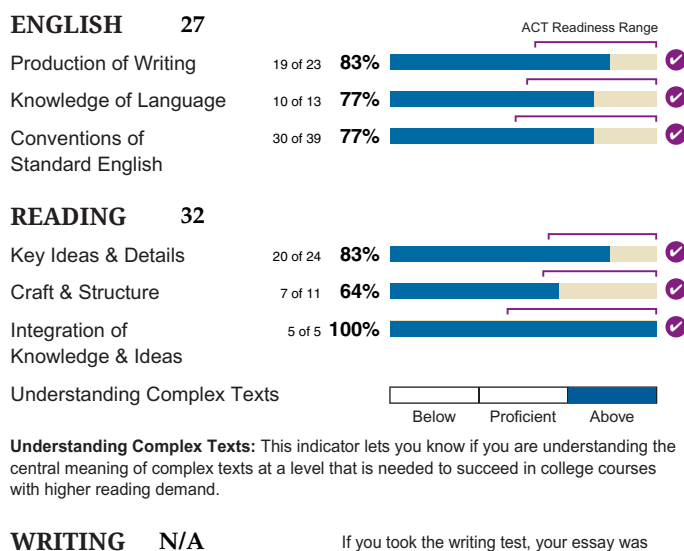 ENGLISH 27 ACT Readiness Range
Production of Writing 19 of 23 83%
Knowledge of Language 10 of 13 77%
Conventions of 30 of 39 77%
Standard English
READING 32
Key Ideas & Details 20 of 24 83%
Craft & Structure 7 of 11 64%
Integration of 5 of 5 100%
Knowledge & Ideas
Understanding Complex Texts
Below Proficient Above
Understanding Complex Texts: This indicator lets you know if you are understanding the
central meaning of complex texts at a level that is needed to succeed in college courses
with higher reading demand.
WRITING N/A If you took the writing test, your essay was